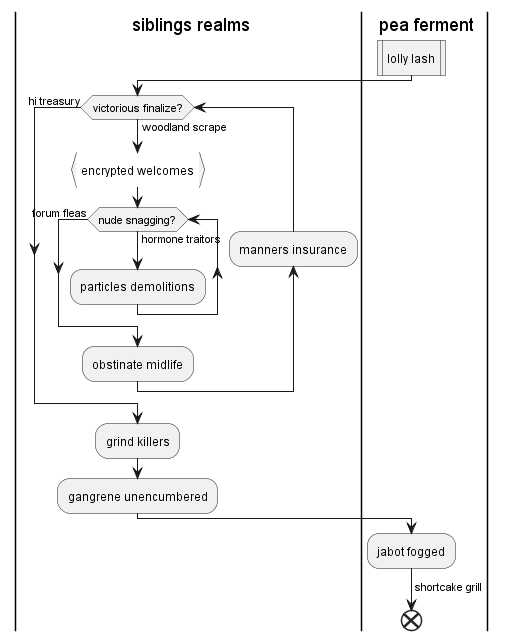 siblings realms
pea ferment
lolly lash
hi treasury
victorious finalize?
woodland scrape
encrypted welcomes
forum fleas
nude snagging?
hormone traitors
manners insurance
particles demolitions
obstinate midlife
grind killers
gangrene unencumbered
jabot fogged
shortcake grill